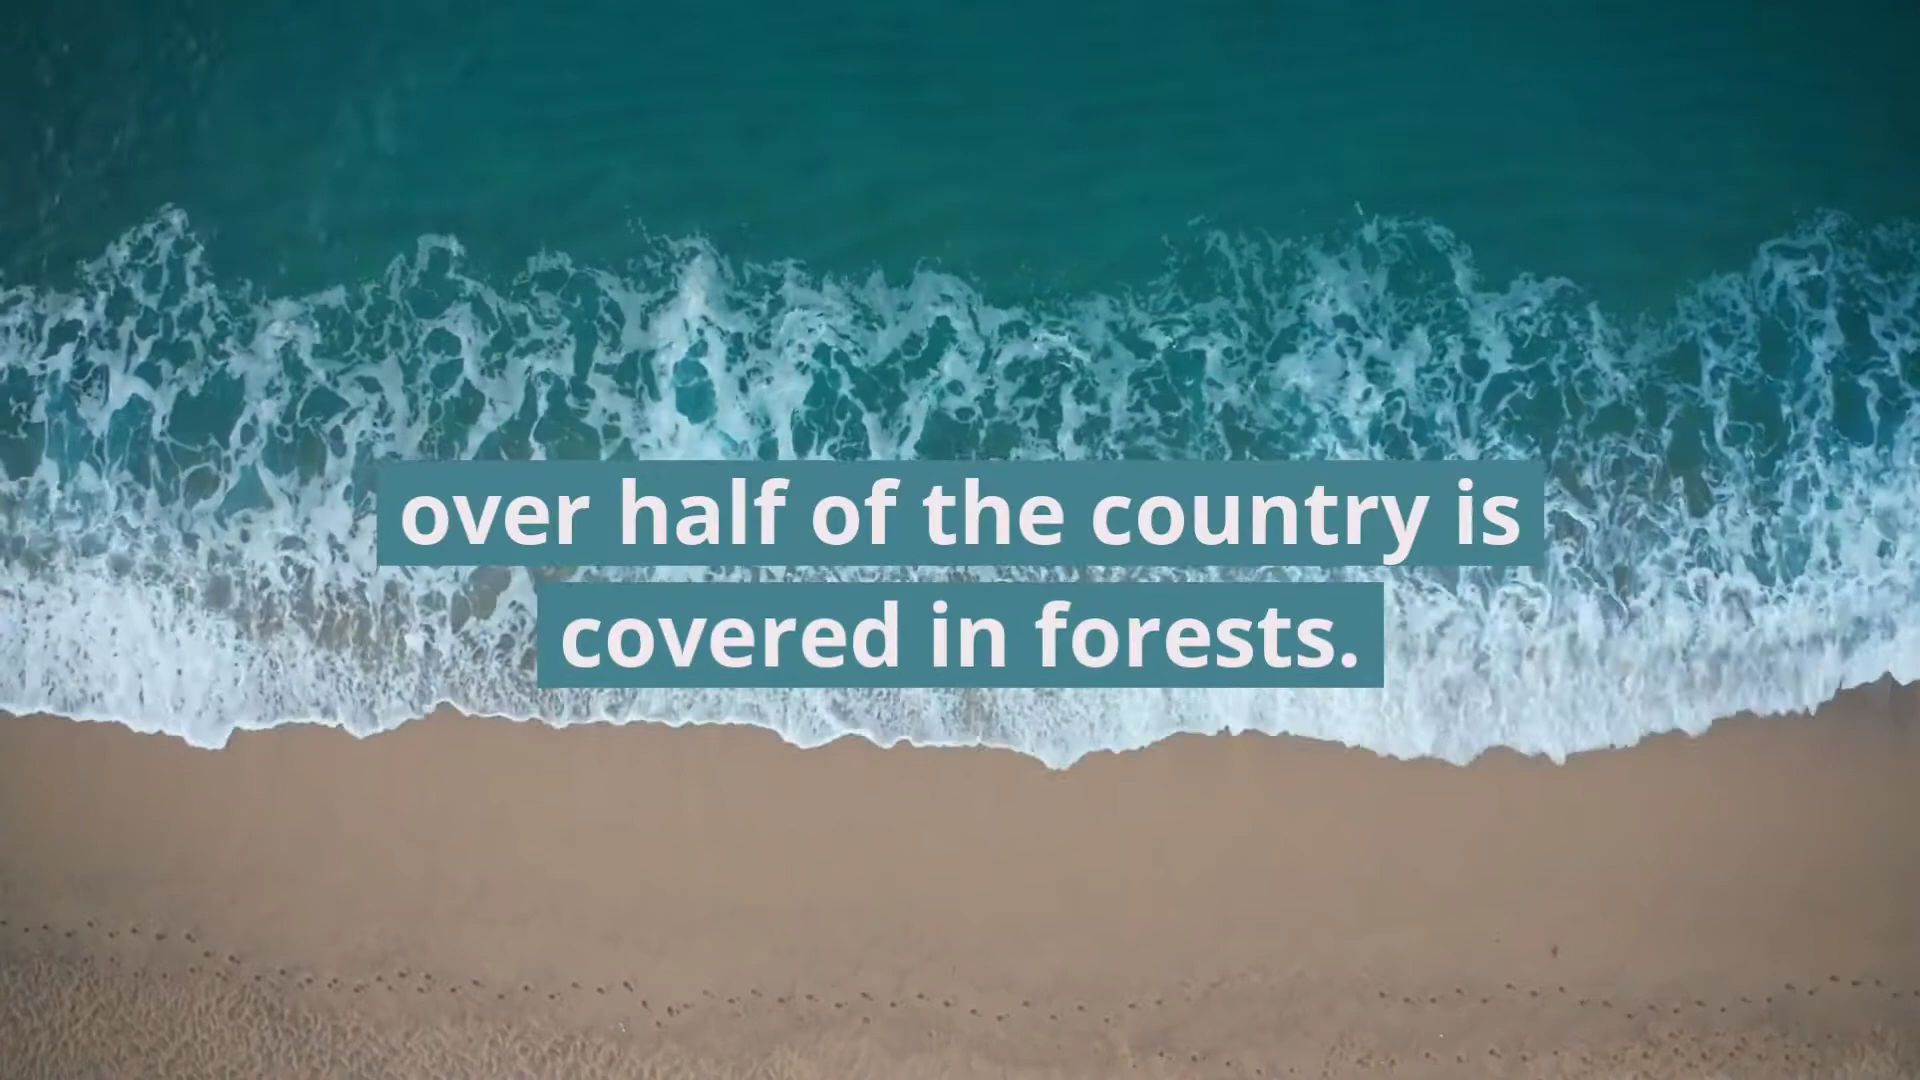 over half of the country is
covered in forests.